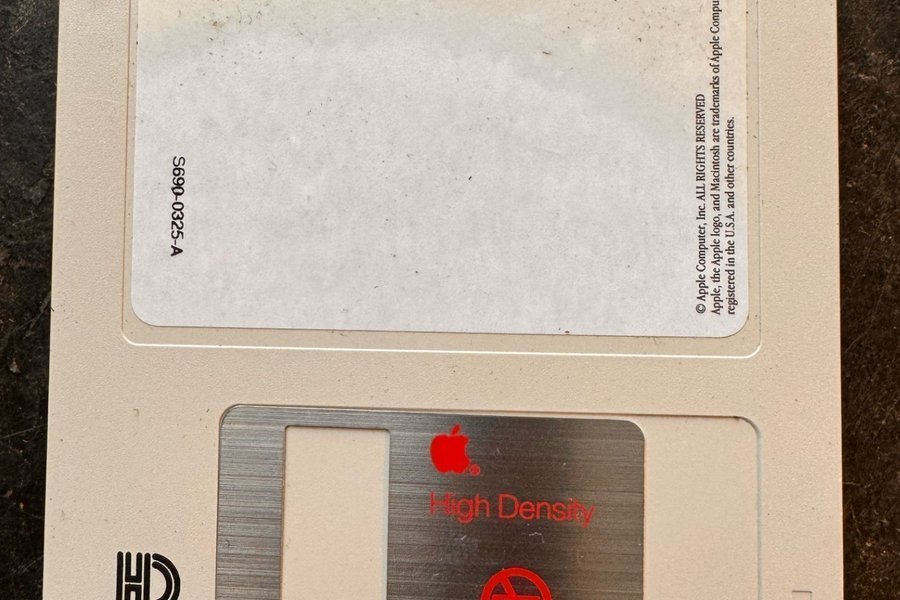 S690-0325-A
© Apple Computer, Inc. ALL RIGHTS RESERVED
Apple, the Apple logo, and Macintosh are trademarks of Apple
registered in the U.S.A. and other countries.
High Density
HD